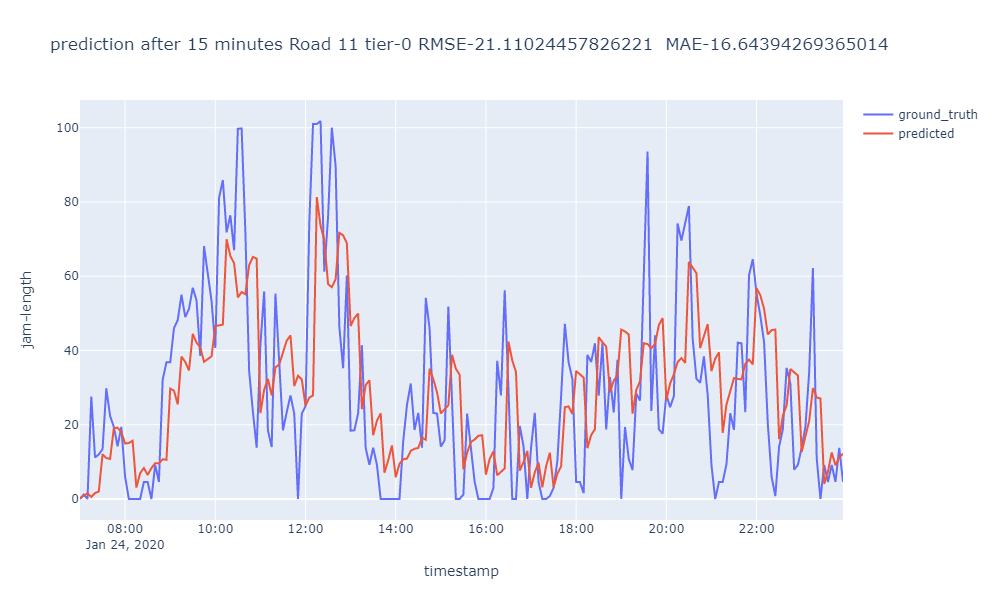 prediction after 15 minutes Road 11 tier-0 RMSE-21.11024457826221  MAE-16.64394269365014
ground_truth
predicted
100
80
60
40
20
0
jam-length
08:00 10:00 12:00 14:00 16:00 18:00 20:00 22:00
Jan 24, 2020
timestamp